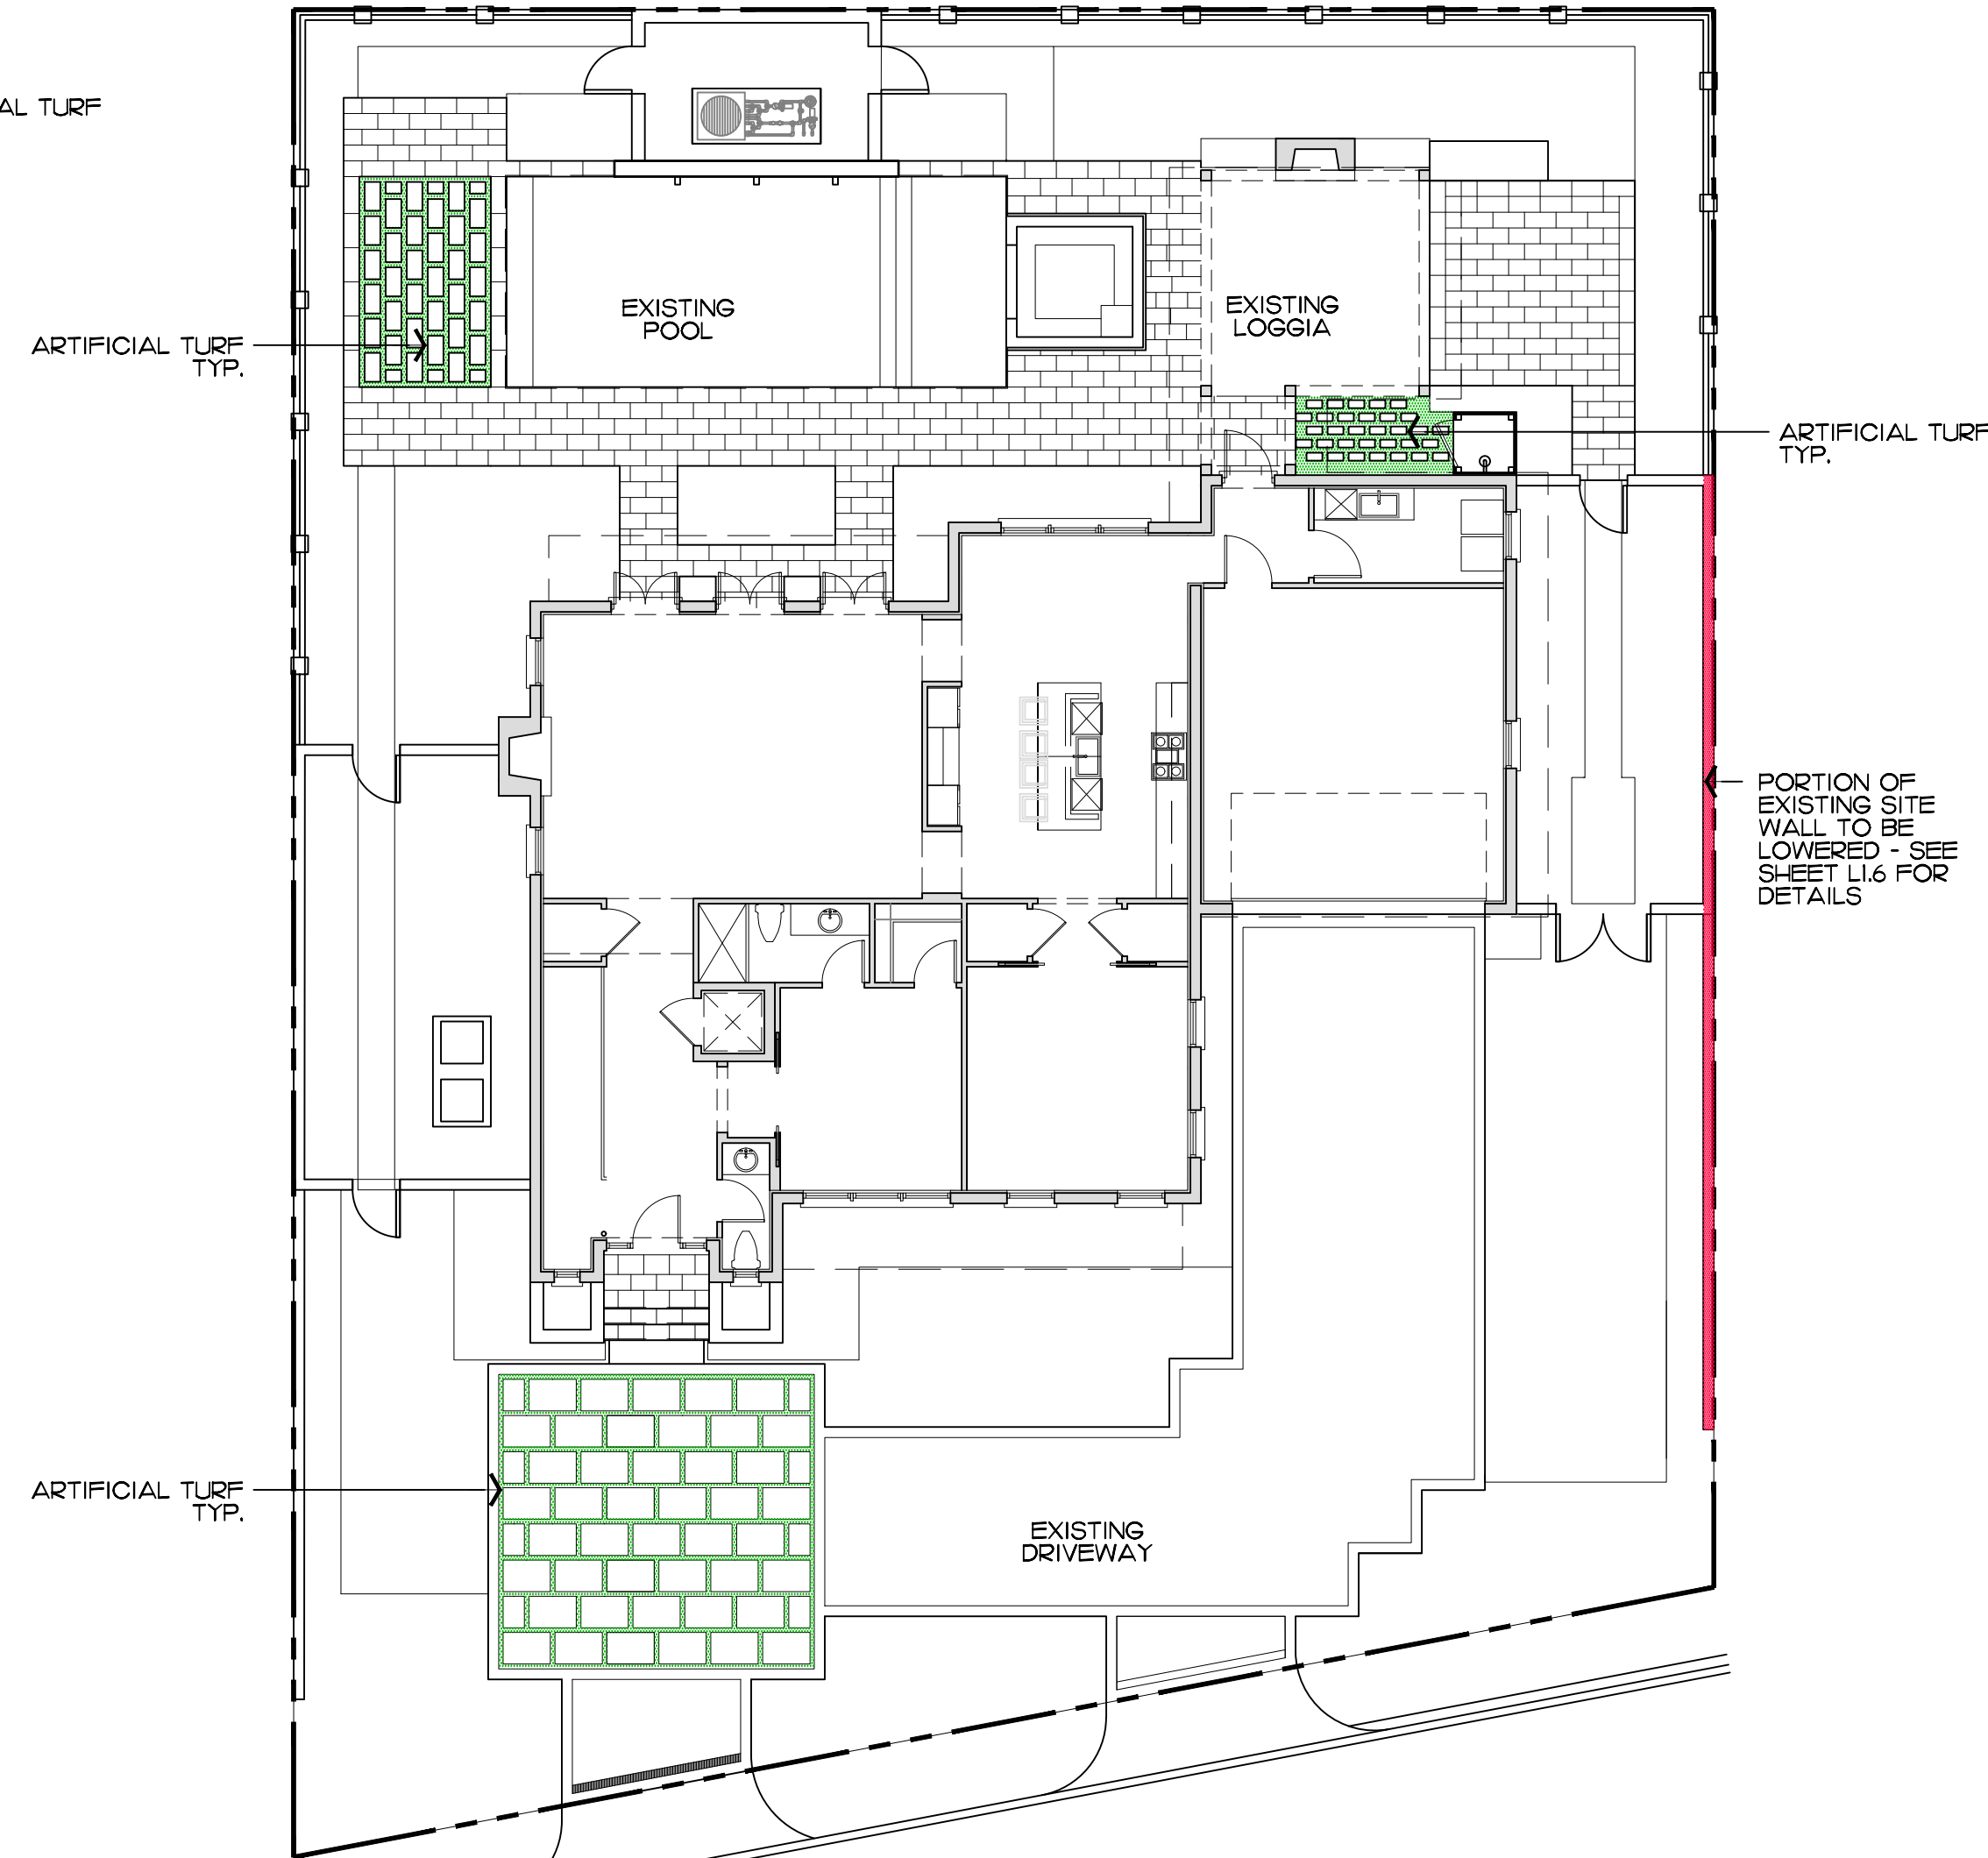 TURF
EXISTING
POOL
EXISTING
LOGGIA
ARTIFICIAL TURF
TYP.
ARTIFICIAL TURF
TYP.
PORTION OF
EXISTING SITE
WALL TO BE
LOWERED - SEE
SHEET L1.6 FOR
DETAILS
ARTIFICIAL TURF
TYP.
EXISTING
DRIVEWAY